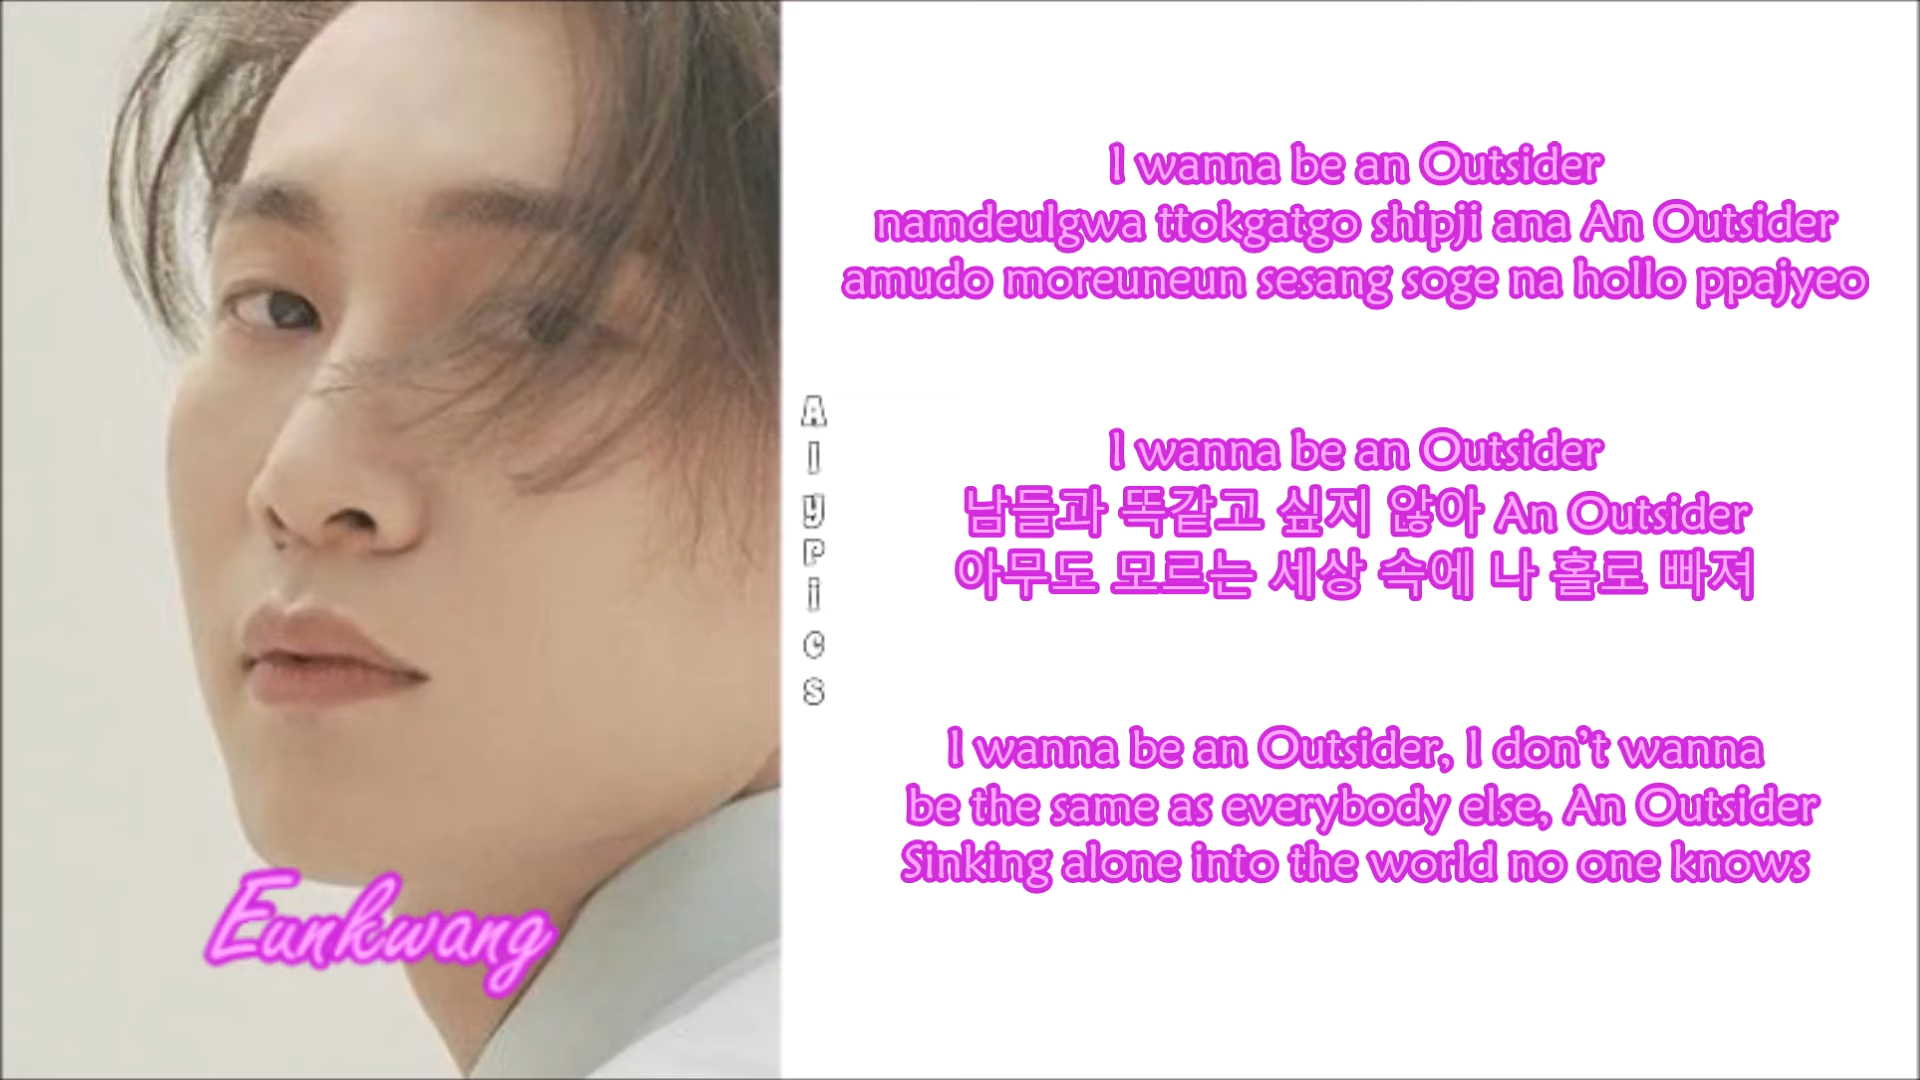 I wanna be an Outsider
namdeulgwa ttokgatgo shipji ana An Outsider
amudo moreuneun sesang soge na hollo ppajyeo
I wanna be an Outsider
남들과 똑같고 싶지 않아 An Outsider
아무도 모르는 세상 속에 나 홀로 빠져
I wanna be an Outsider, I don't wanna
be the same as everybody else, An Outsider
Sinking alone into the world no one knows
Alyrics
Eunkwang